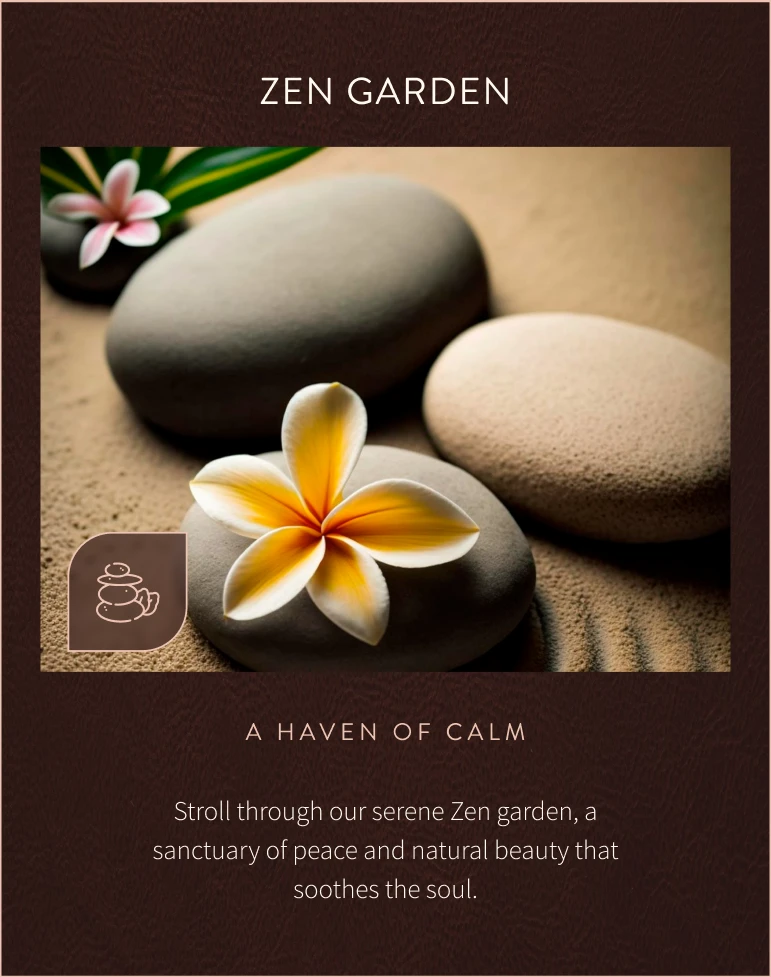 ZEN GARDEN
A HAVEN OF CALM
Stroll through our serene Zen garden, a
sanctuary of peace and natural beauty that
soothes the soul.